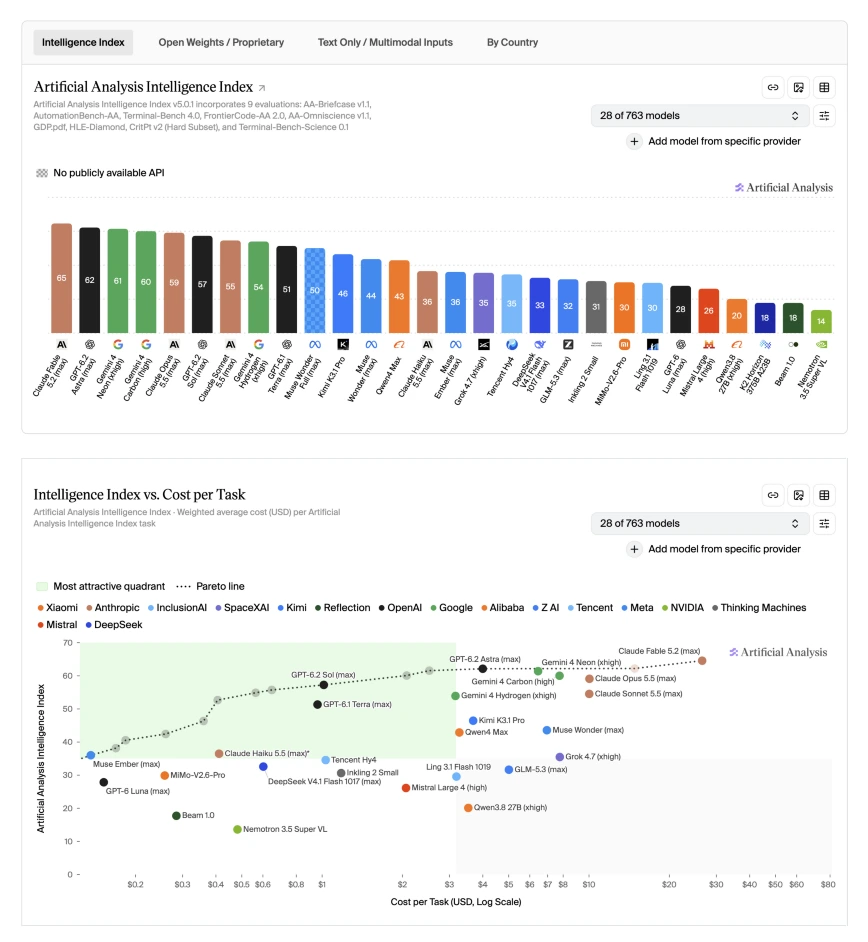 Intelligence Index
Open Weights / Proprietary
Text Only / Multimodal Inputs
By Country
Artificial Analysis Intelligence Index
Artificial Analysis Intelligence Index v5.0.1 incorporates 9 evaluations: AA-Briefcase v1.1,
AutomationBench-AA, Terminal-Bench 4.0, FrontierCode-AA 2.0, AA-Omniscience v1.1,
GDP.pdf, HLE-Diamond, CritPt v2 (Hard Subset), and Terminal-Bench-Science 0.1
28 of 763 models
Add model from specific provider
No publicly available API
Artificial Analysis
65
62
61
60
59
57
55
54
51
50
46
44
43
36
36
35
35
33
32
31
30
30
28
26
20
18
18
14
Claude Fable
5.2 (max)
GPT-6.2
Astra (max)
Gemini 4
Neon (xhigh)
Gemini 4
Carbon (high)
Claude Opus
5.5 (max)
GPT-6.2
Sol (max)
Claude Sonnet
5.5 (max)
Gemini 4
Hydrogen
(xhigh)
GPT-6.1
Terra (max)
Muse Wonder
Full (max)
Kimi K3.1 Pro
Muse
Wonder (max)
Qwen4 Max
Claude Haiku
5.5 (max)
Muse
Ember (max)
Grok 4.7 (xhigh)
Tencent Hy4
DeepSeek
V4.1 Flash
1017 (max)
GLM-5.3 (max)
Inkling 2 Small
MiMo-V2.6-Pro
Ling 3.1
Flash 1019
GPT-6
Luna (max)
Mistral Large
4 (high)
Qwen3.8
27B (xhigh)
K2 Horizon
375B A23B
Beam 1.0
Nemotron
3.5 Super VL
Intelligence Index vs. Cost per Task
Artificial Analysis Intelligence Index · Weighted average cost (USD) per Artificial
Analysis Intelligence Index task
28 of 763 models
Add model from specific provider
Most attractive quadrant
Pareto line
Xiaomi
Anthropic
InclusionAI
SpaceXAI
Kimi
Reflection
OpenAI
Google
Alibaba
Z AI
Tencent
Meta
NVIDIA
Thinking Machines
Mistral
DeepSeek
Artificial Analysis
Artificial Analysis Intelligence Index
70
60
50
40
30
20
10
0
Claude Fable 5.2 (max)
GPT-6.2 Astra (max)
Gemini 4 Neon (xhigh)
GPT-6.2 Sol (max)
Gemini 4 Carbon (high)
Claude Opus 5.5 (max)
Gemini 4 Hydrogen (xhigh)
Claude Sonnet 5.5 (max)
GPT-6.1 Terra (max)
Kimi K3.1 Pro
Qwen4 Max
Muse Wonder (max)
Muse Ember (max)
Claude Haiku 5.5 (max)*
Tencent Hy4
Grok 4.7 (xhigh)
MiMo-V2.6-Pro
Inkling 2 Small
Ling 3.1 Flash 1019
GLM-5.3 (max)
DeepSeek V4.1 Flash 1017 (max)
GPT-6 Luna (max)
Mistral Large 4 (high)
Beam 1.0
Qwen3.8 27B (xhigh)
Nemotron 3.5 Super VL
$0.2
$0.3
$0.4
$0.5
$0.6
$0.8
$1
$2
$3
$4
$5
$6
$7
$8
$10
$20
$30
$40
$50
$60
$80
Cost per Task (USD, Log Scale)